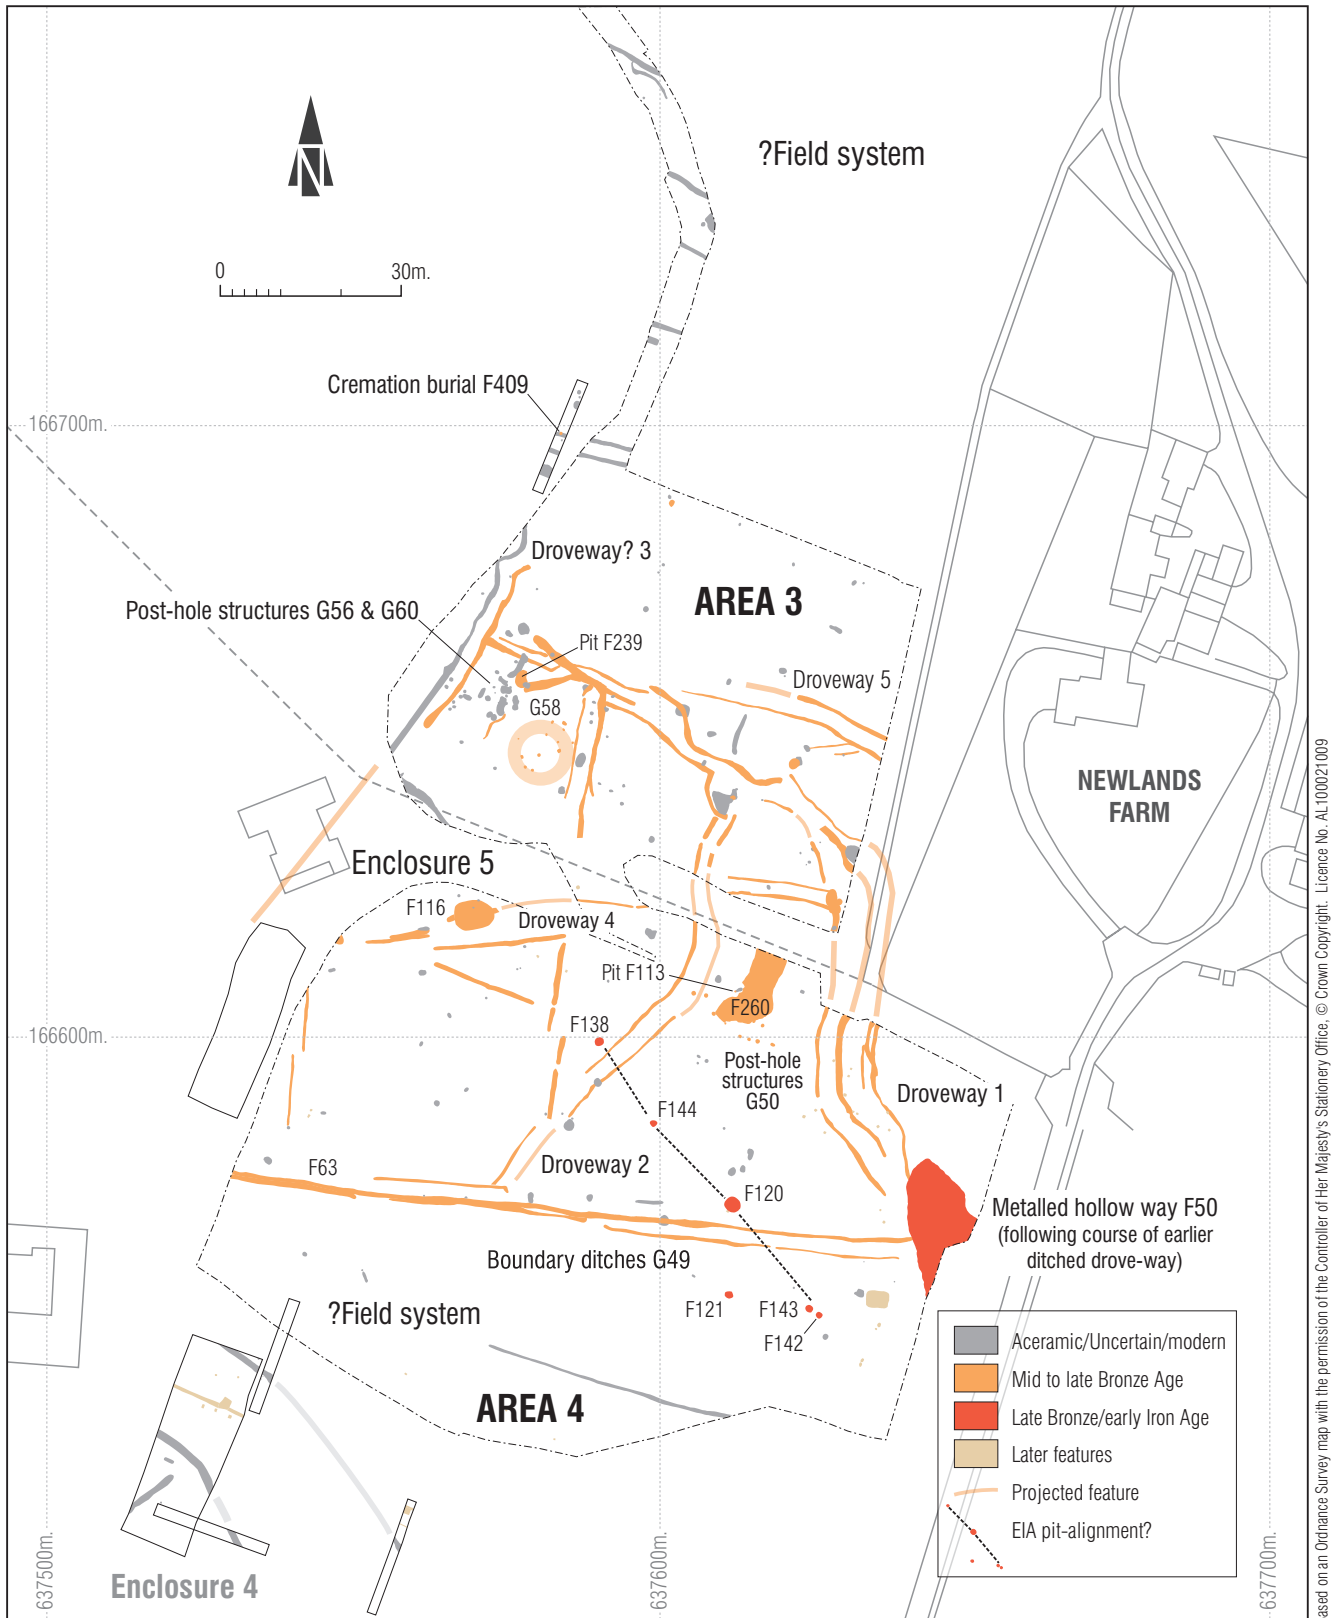 ?Field system
N
0 30m.
Cremation burial F409
166700m.
Droveway? 3
AREA 3
Post-hole structures G56 & G60
Pit F239
Droveway 5
G58
NEWLANDS
FARM
Enclosure 5
F116
Droveway 4
Pit F113
F260
166600m.
F138
Post-hole
structures
G50
Droveway 1
F144
F63
Droveway 2
F120
Metalled hollow way F50
(following course of earlier
ditched drove-way)
Boundary ditches G49
F121
F143
F142
?Field system
AREA 4
Aceramic/Uncertain/modern
Mid to late Bronze Age
Late Bronze/early Iron Age
Later features
Projected feature
EIA pit-alignment?
Enclosure 4
637500m.
637600m.
637700m.
ased on an Ordnance Survey map with the permission of the Controller of Her Majesty's Stationery Office, © Crown Copyright. Licence No. AL100021009